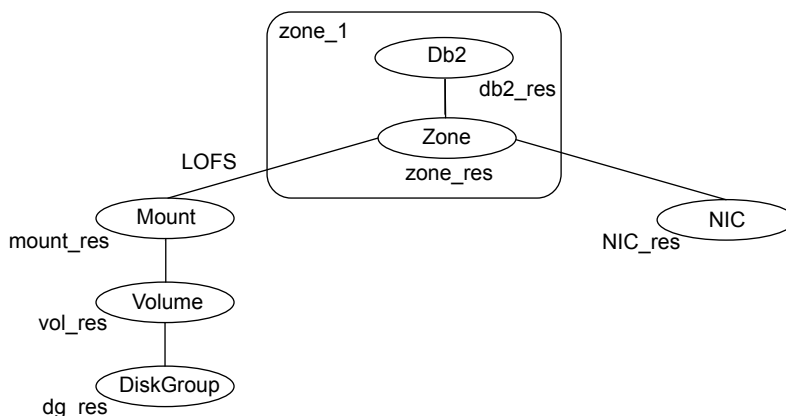 zone_1
Db2
db2_res
Zone
LOFS
zone_res
Mount
NIC
mount_res
NIC_res
Volume
vol_res
DiskGroup
dg_res